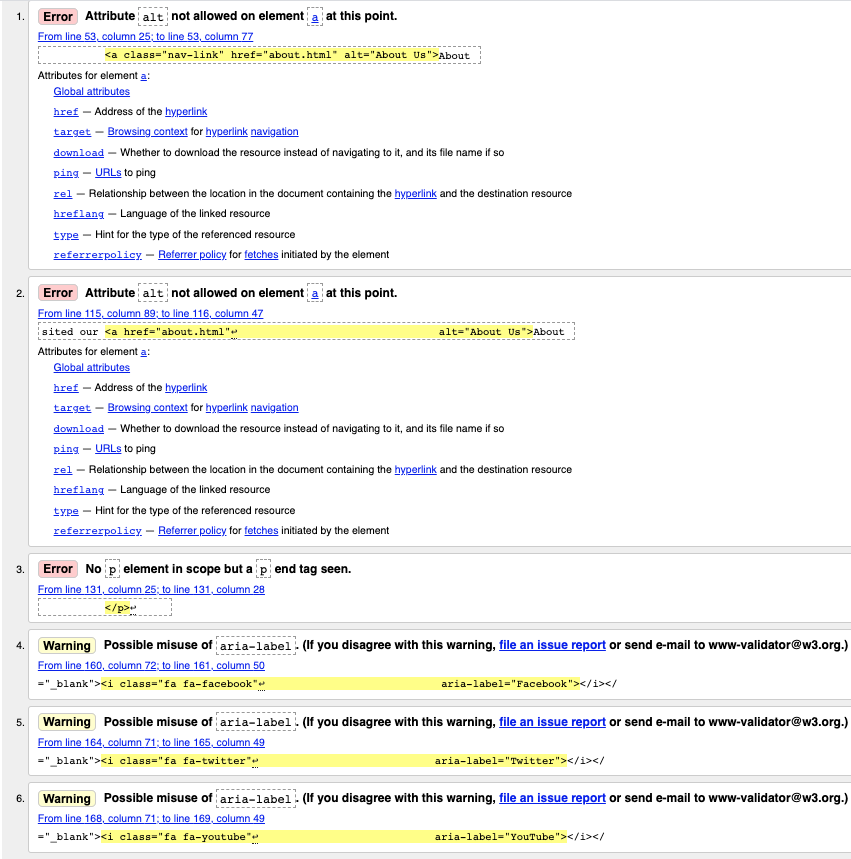 1. Error Attribute alt not allowed on element a at this point.
From line 53, column 25; to line 53, column 77
<a class="nav-link" href="about.html" alt="About Us">About
Attributes for element a:
Global attributes
href — Address of the hyperlink
target — Browsing context for hyperlink navigation
download — Whether to download the resource instead of navigating to it, and its file name if so
ping — URLs to ping
rel — Relationship between the location in the document containing the hyperlink and the destination resource
hreflang — Language of the linked resource
type — Hint for the type of the referenced resource
referrerpolicy — Referrer policy for fetches initiated by the element
2. Error Attribute alt not allowed on element a at this point.
From line 115, column 89; to line 116, column 47
sited our <a href="about.html"↩ alt="About Us">About
Attributes for element a:
Global attributes
href — Address of the hyperlink
target — Browsing context for hyperlink navigation
download — Whether to download the resource instead of navigating to it, and its file name if so
ping — URLs to ping
rel — Relationship between the location in the document containing the hyperlink and the destination resource
hreflang — Language of the linked resource
type — Hint for the type of the referenced resource
referrerpolicy — Referrer policy for fetches initiated by the element
3. Error No p element in scope but a p end tag seen.
From line 131, column 25; to line 131, column 28
</p>↩
4. Warning Possible misuse of aria-label. (If you disagree with this warning, file an issue report or send e-mail to www-validator@w3.org.)
From line 160, column 72; to line 161, column 50
="_blank"><i class="fa fa-facebook"↩ aria-label="Facebook"></i></
5. Warning Possible misuse of aria-label. (If you disagree with this warning, file an issue report or send e-mail to www-validator@w3.org.)
From line 164, column 71; to line 165, column 49
="_blank"><i class="fa fa-twitter"↩ aria-label="Twitter"></i></
6. Warning Possible misuse of aria-label. (If you disagree with this warning, file an issue report or send e-mail to www-validator@w3.org.)
From line 168, column 71; to line 169, column 49
="_blank"><i class="fa fa-youtube"↩ aria-label="YouTube"></i></